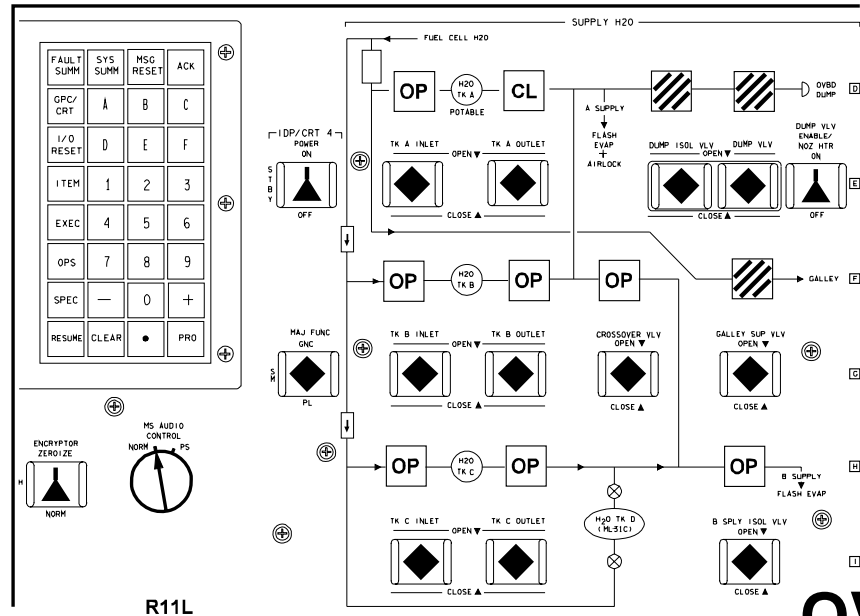 SUPPLY H2O
FUEL CELL H2O
FAULT SUMM
SYS SUMM
MSG RESET
ACK
GPC/ CRT
A
B
C
I/O RESET
D
E
F
ITEM
1
2
3
EXEC
4
5
6
OPS
7
8
9
SPEC
—
0
+
RESUME
CLEAR
•
PRO
OP
H2O TK A
POTABLE
CL
OVBD DUMP
D
A SUPPLY
FLASH EVAP
+
AIRLOCK
IDP/CRT 4
POWER
ON
STBY
OFF
TK A INLET
TK A OUTLET
OPEN ▼
CLOSE ▲
DUMP ISOL VLV
DUMP VLV
OPEN ▼
CLOSE ▲
DUMP VLV
ENABLE/
NOZ HTR
ON
OFF
E
OP
H2O TK B
OP
OP
GALLEY
F
MAJ FUNC
GNC
SM
PL
TK B INLET
TK B OUTLET
OPEN ▼
CLOSE ▲
CROSSOVER VLV
OPEN ▼
CLOSE ▲
GALLEY SUP VLV
OPEN ▼
CLOSE ▲
G
ENCRYPTOR
ZEROIZE
H
NORM
MS AUDIO
CONTROL
NORM
PS
OP
H2O TK C
OP
OP
B SUPPLY
FLASH EVAP
H
H2O TK D
(ML31C)
TK C INLET
TK C OUTLET
OPEN ▼
CLOSE ▲
B SPLY ISOL VLV
OPEN ▼
CLOSE ▲
I
R11L
OV